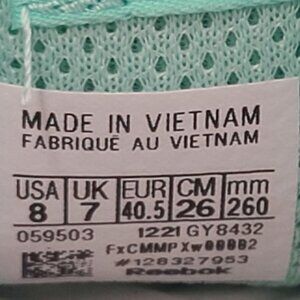 MADE IN VIETNAM
FABRIQUÉ AU VIETNAM
USA UK EUR CM mm
8 7 40.5 26 260
059503 1221 GY8432
FxCMMPXw00002
#128327953
Reebok